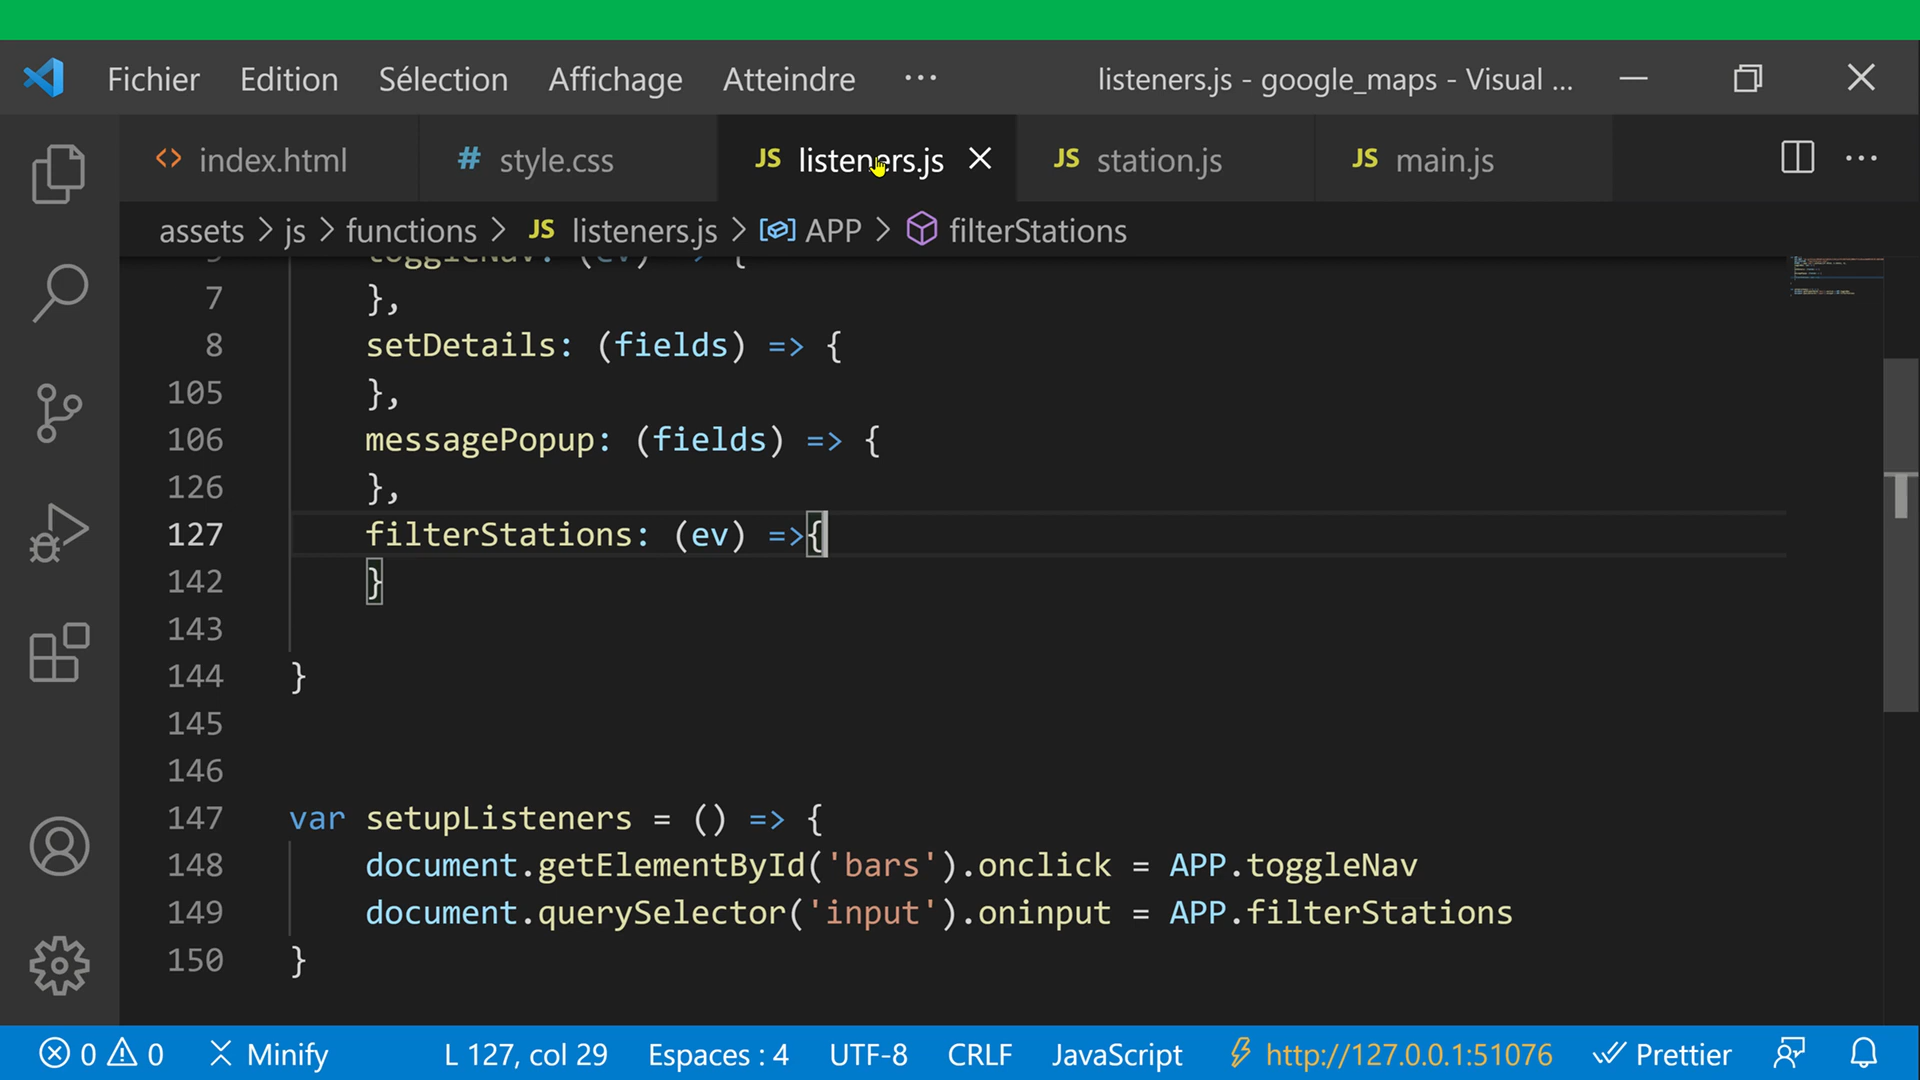 Fichier Edition Sélection Affichage Atteindre ... listeners.js - google_maps - Visual ...
<> index.html # style.css JS listeners.js JS station.js JS main.js ...
assets > js > functions > JS listeners.js > APP > filterStations
toggleNav: (ev) => {
7 },
8 setDetails: (fields) => {
105 },
106 messagePopup: (fields) => {
126 },
127 filterStations: (ev) =>{
142 }
143
144 }
145
146
147 var setupListeners = () => {
148 document.getElementById('bars').onclick = APP.toggleNav
149 document.querySelector('input').oninput = APP.filterStations
150 }
0 0 Minify L 127, col 29 Espaces : 4 UTF-8 CRLF JavaScript http://127.0.0.1:51076 Prettier